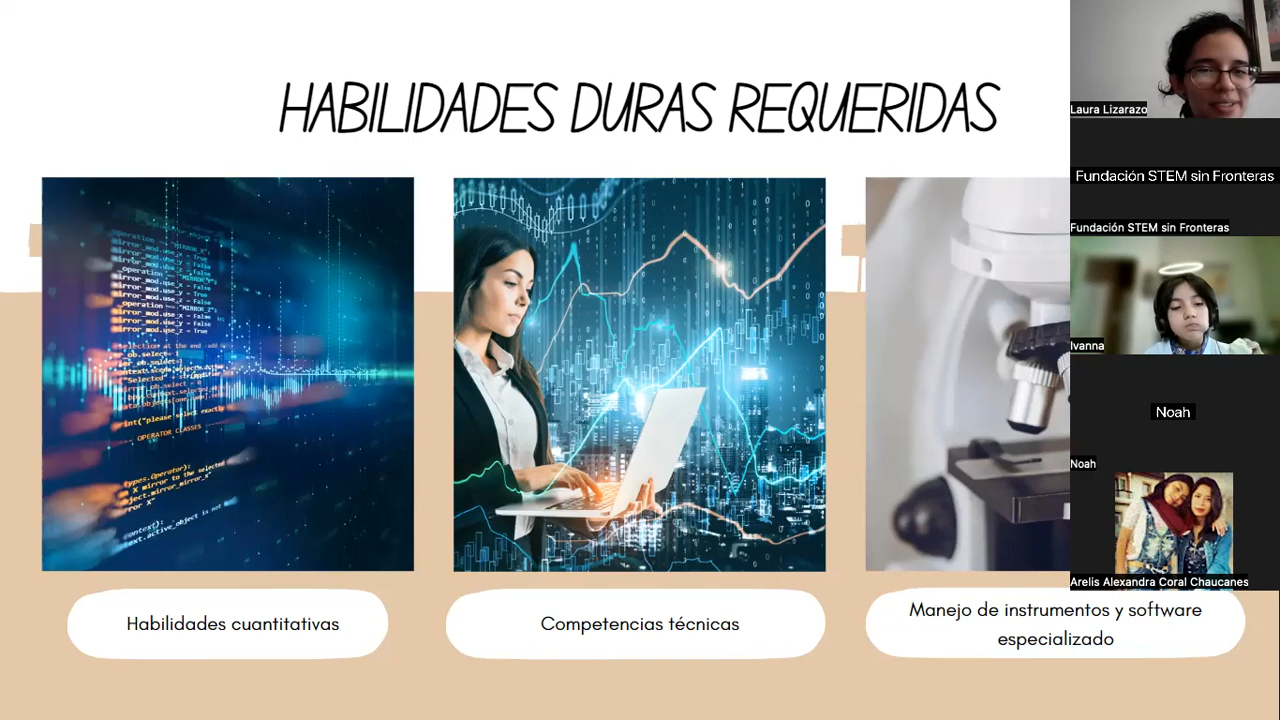 HABILIDADES DURAS REQUERIDAS
Habilidades cuantitativas
Competencias técnicas
Manejo de instrumentos y software
especializado
Laura Lizarazo
Fundación STEM sin Fronteras
Fundación STEM sin Fronteras
Ivanna
Noah
Noah
Arelis Alexandra Coral Chaucanes